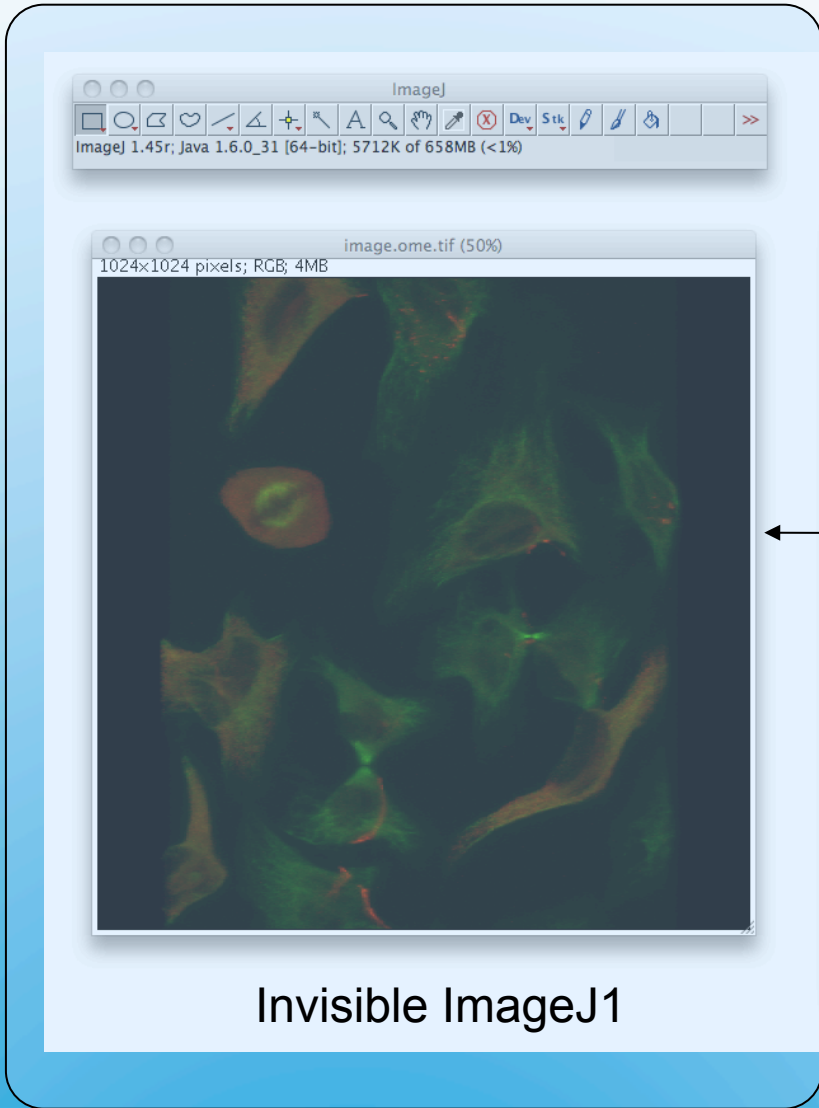 ImageJ
A Dev Stk >>
ImageJ 1.45r; Java 1.6.0_31 [64-bit]; 5712K of 658MB (<1%)
image.ome.tif (50%)
1024x1024 pixels; RGB; 4MB
Invisible ImageJ1